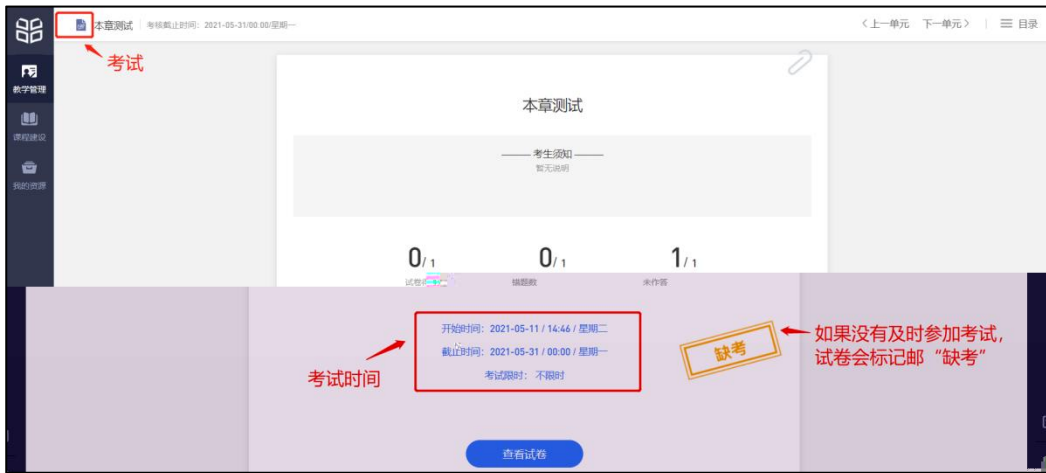 本章测试
考核截止时间：2021-05-31/00:00/星期一
<上一单元 下一单元>
目录
考试
教学管理
课程建设
我的资源
本章测试
考生须知
暂无说明
0/ 1
0/ 1
1/ 1
错题数
未作答
开始时间：2021-05-11 / 14:46 / 星期二
截止时间：2021-05-31 / 00:00 / 星期一
考试限时：不限时
考试时间
缺考
如果没有及时参加考试，
试卷会标记邮“缺考”
查看试卷